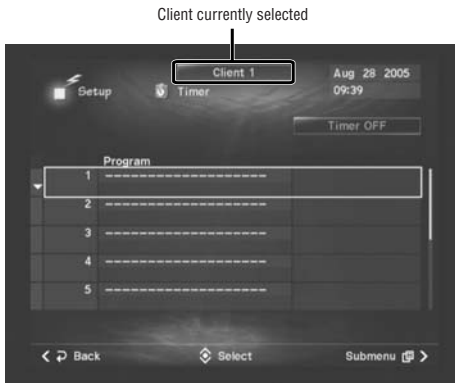 Client currently selected
Client 1
Aug 28 2005
Setup Timer 09:39
Timer OFF
Program
1 -------------------
2 -------------------
3 -------------------
4 -------------------
5 -------------------
Back Select Submenu